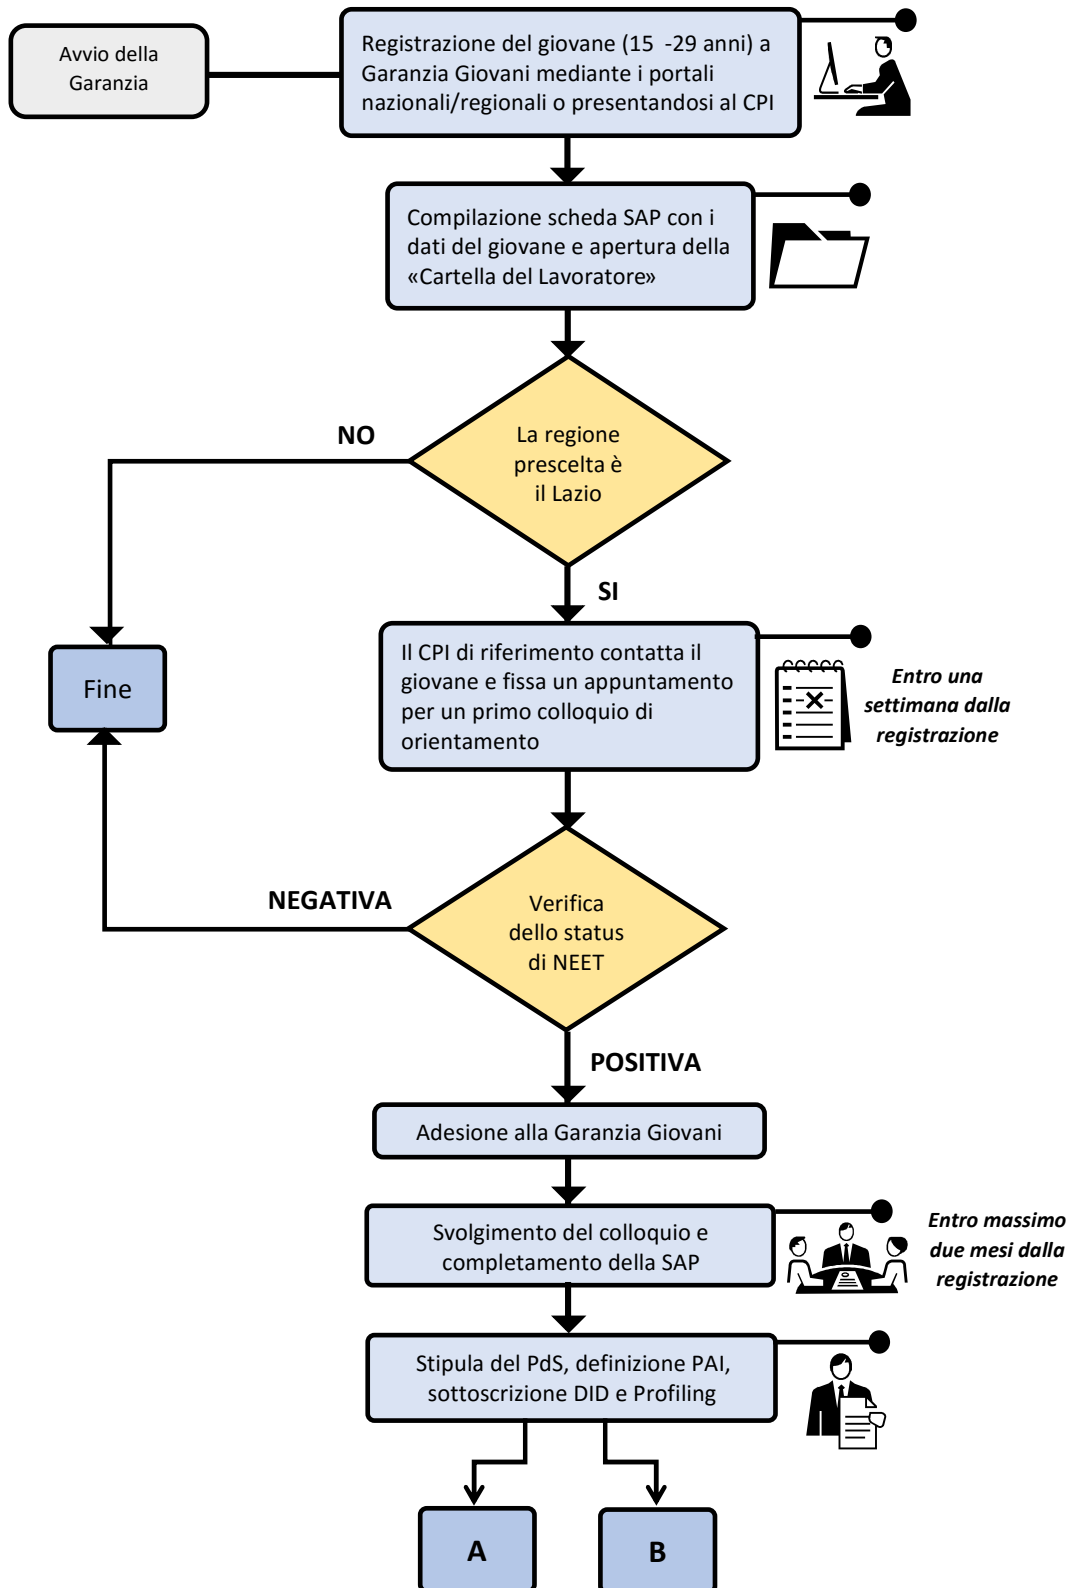 Avvio della
Garanzia
Registrazione del giovane (15 -29 anni) a
Garanzia Giovani mediante i portali
nazionali/regionali o presentandosi al CPI
Compilazione scheda SAP con i
dati del giovane e apertura della
«Cartella del Lavoratore»
NO
La regione
prescelta è
il Lazio
SI
Fine
Il CPI di riferimento contatta il
giovane e fissa un appuntamento
per un primo colloquio di
orientamento
Entro una
settimana dalla
registrazione
NEGATIVA
Verifica
dello status
di NEET
POSITIVA
Adesione alla Garanzia Giovani
Svolgimento del colloquio e
completamento della SAP
Entro massimo
due mesi dalla
registrazione
Stipula del PdS, definizione PAI,
sottoscrizione DID e Profiling
A
B